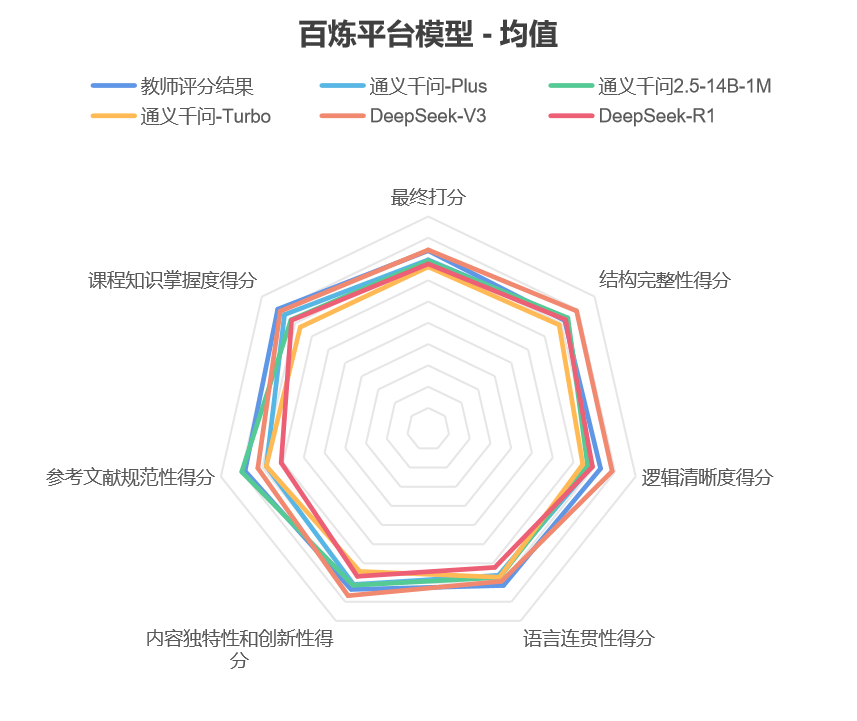 百炼平台模型 - 均值
教师评分结果
通义千问-Plus
通义千问2.5-14B-1M
通义千问-Turbo
DeepSeek-V3
DeepSeek-R1
最终打分
课程知识掌握度得分
结构完整性得分
参考文献规范性得分
逻辑清晰度得分
内容独特性和创新性得
分
语言连贯性得分